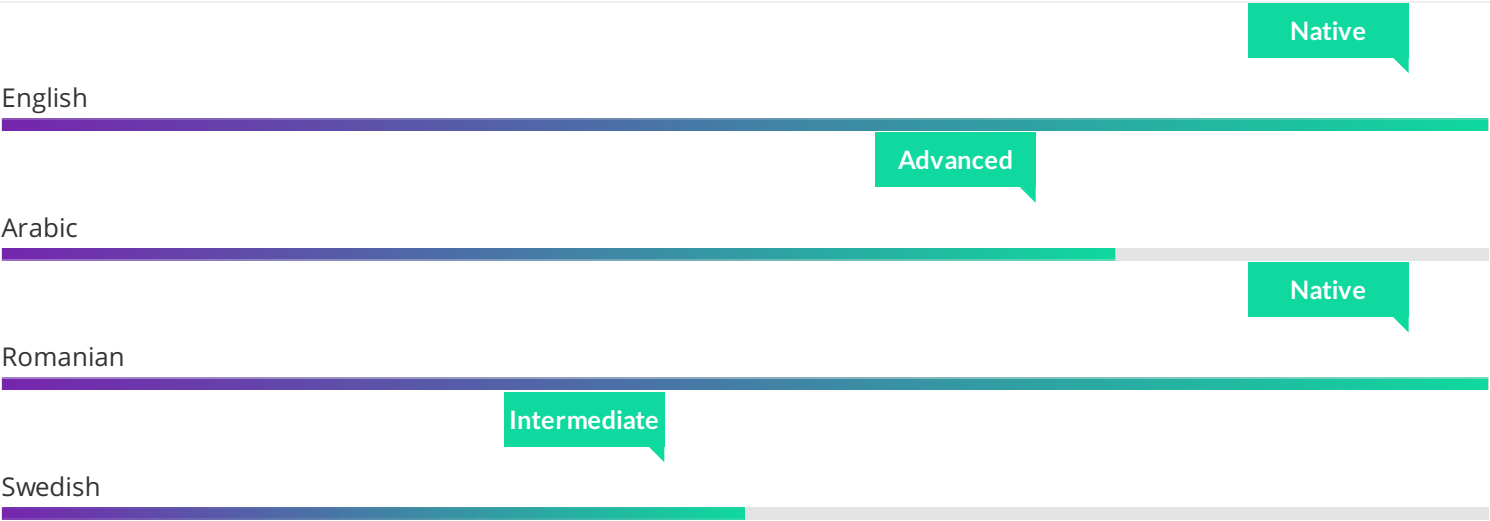 Native
English
Advanced
Arabic
Native
Romanian
Intermediate
Swedish